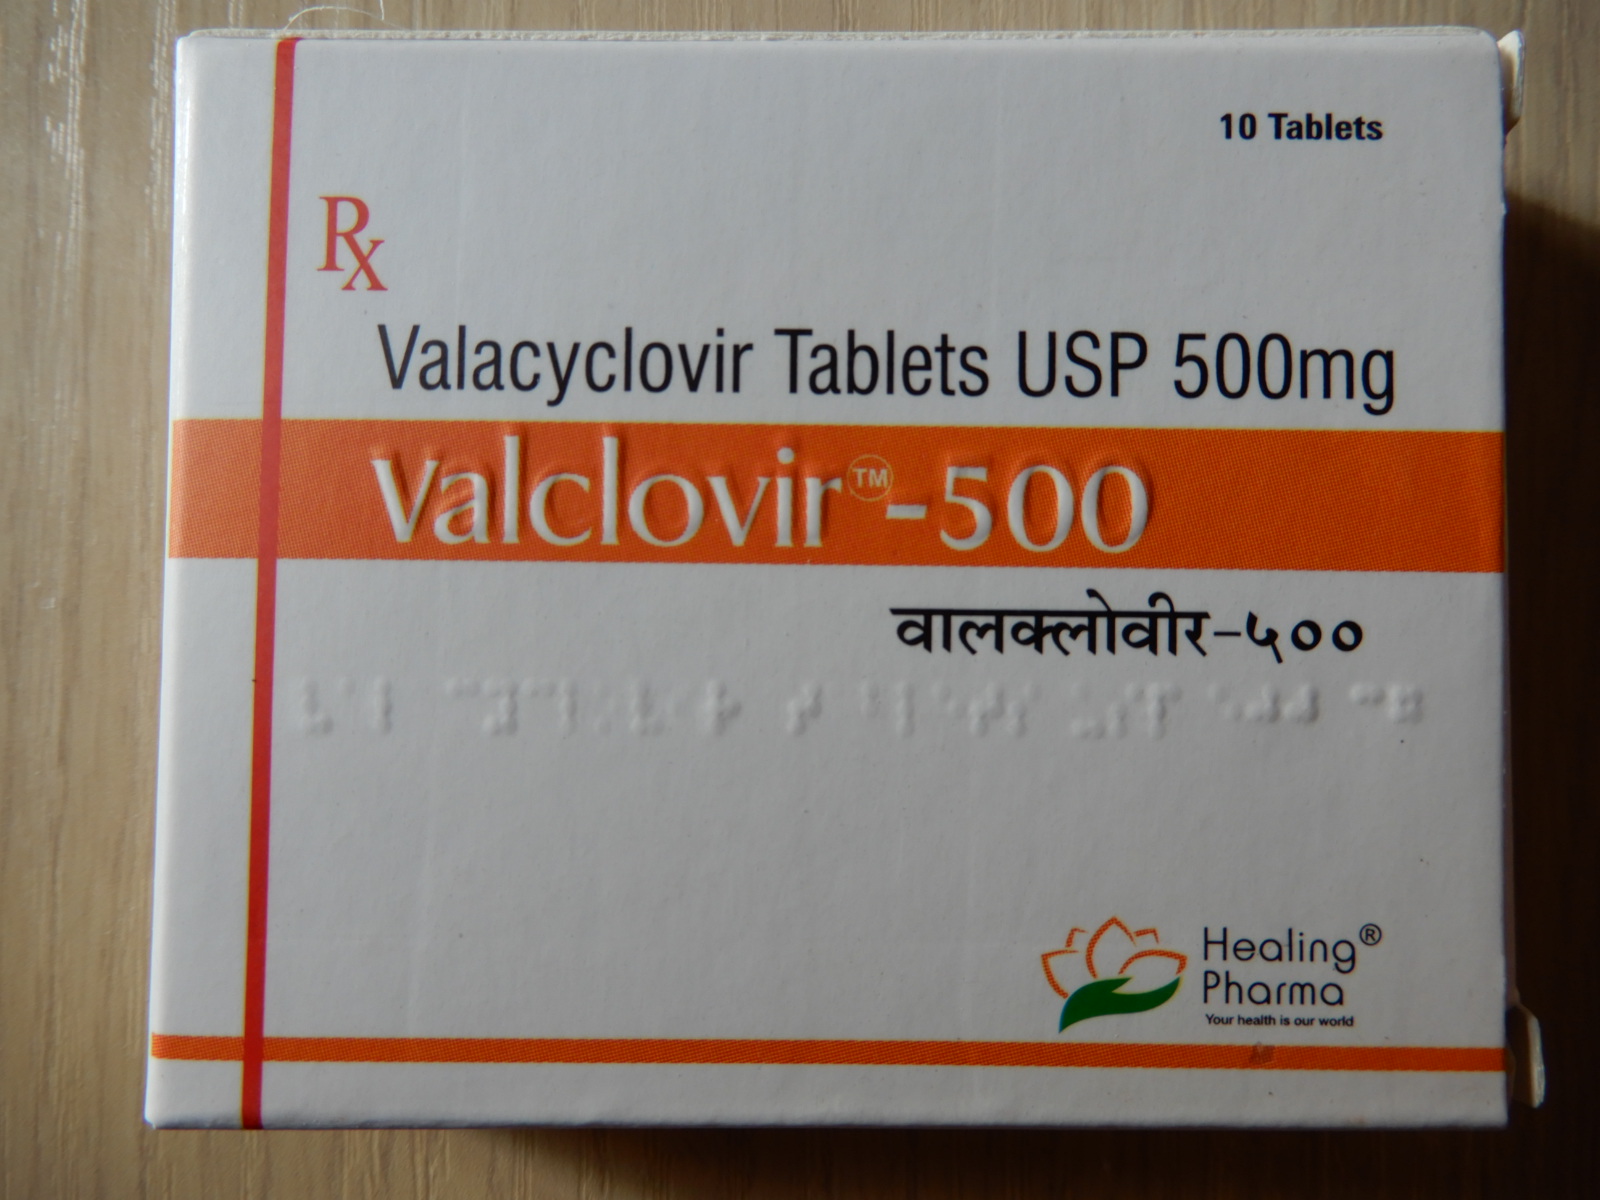 10 Tablets
Rx
Valacyclovir Tablets USP 500mg
Valclovir™-500
वालक्लोवीर-५००
Healing®
Pharma
Your health is our world